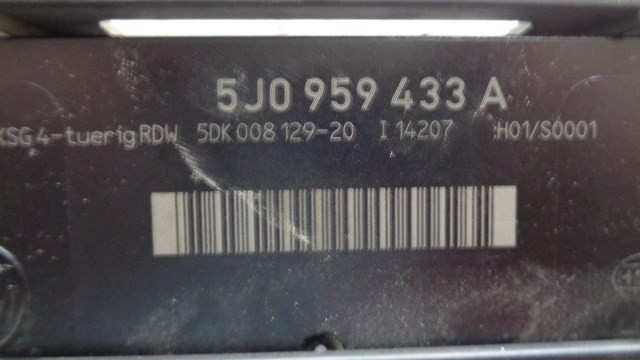 5J0 959 433 A
KSG 4-tuerig RDW 5DK 008 129-20 I 14207 H01/S0001